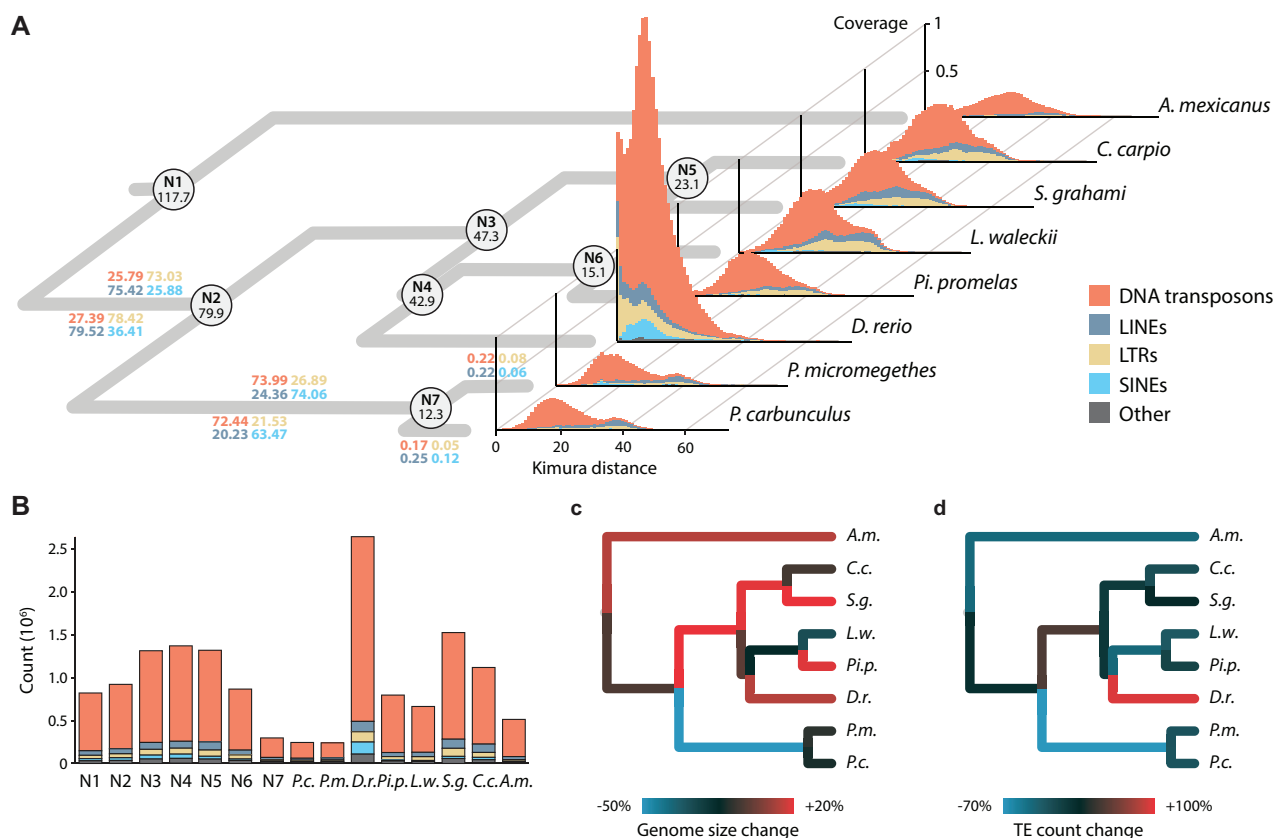 A
Coverage
1
0.5
A. mexicanus
C. carpio
S. grahami
L. waleckii
Pi. promelas
D. rerio
P. micromegethes
P. carbunculus
N1
117.7
N2
79.9
N3
47.3
N4
42.9
N5
23.1
N6
15.1
N7
12.3
25.79 73.03
75.42 25.88
27.39 78.42
79.52 36.41
73.99 26.89
24.36 74.06
72.44 21.53
20.23 63.47
0.22 0.08
0.22 0.06
0.17 0.05
0.25 0.12
0 20 40 60
Kimura distance
DNA transposons
LINEs
LTRs
SINEs
Other
B
Count (10⁶)
2.5
2.0
1.5
1.0
0.5
0
N1 N2 N3 N4 N5 N6 N7 P.c. P.m. D.r. Pi.p. L.w. S.g. C.c. A.m.
c
A.m.
C.c.
S.g.
L.w.
Pi.p.
D.r.
P.m.
P.c.
-50% +20%
Genome size change
d
A.m.
C.c.
S.g.
L.w.
Pi.p.
D.r.
P.m.
P.c.
-70% +100%
TE count change